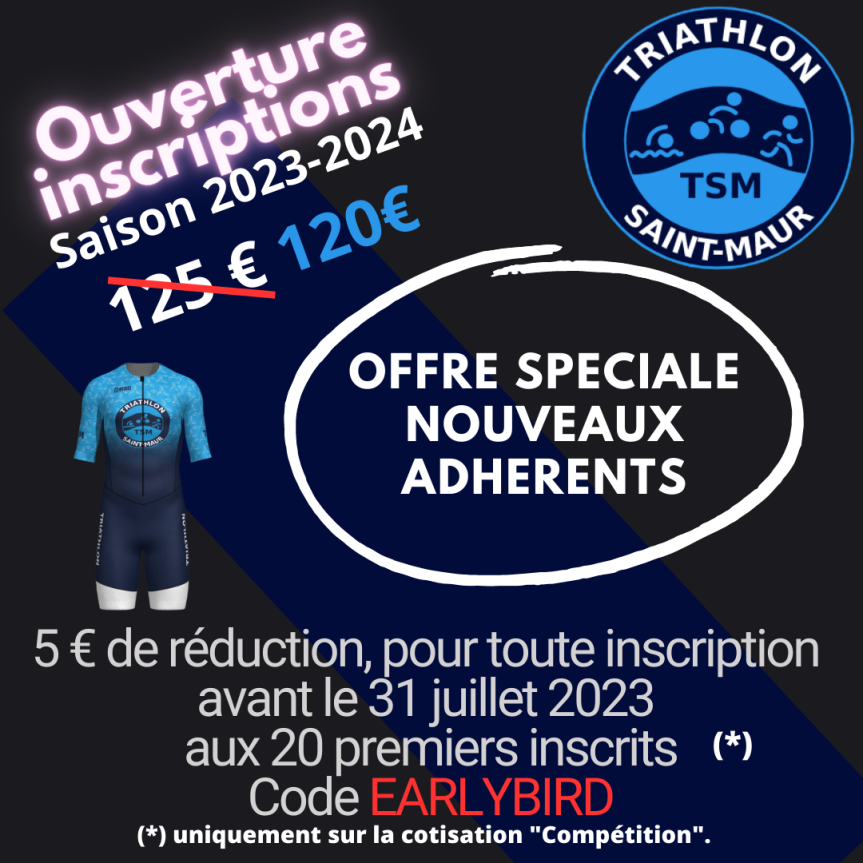 Ouverture
inscriptions
Saison 2023-2024
125 € 120€
TRIATHLON
TSM
SAINT-MAUR
OFFRE SPECIALE
NOUVEAUX
ADHERENTS
TRIATHLON
TSM
SAINT-MAUR
TRIATHLON
TRIATHLON
5 € de réduction, pour toute inscription
avant le 31 juillet 2023
aux 20 premiers inscrits (*)
Code EARLYBIRD
(*) uniquement sur la cotisation "Compétition".